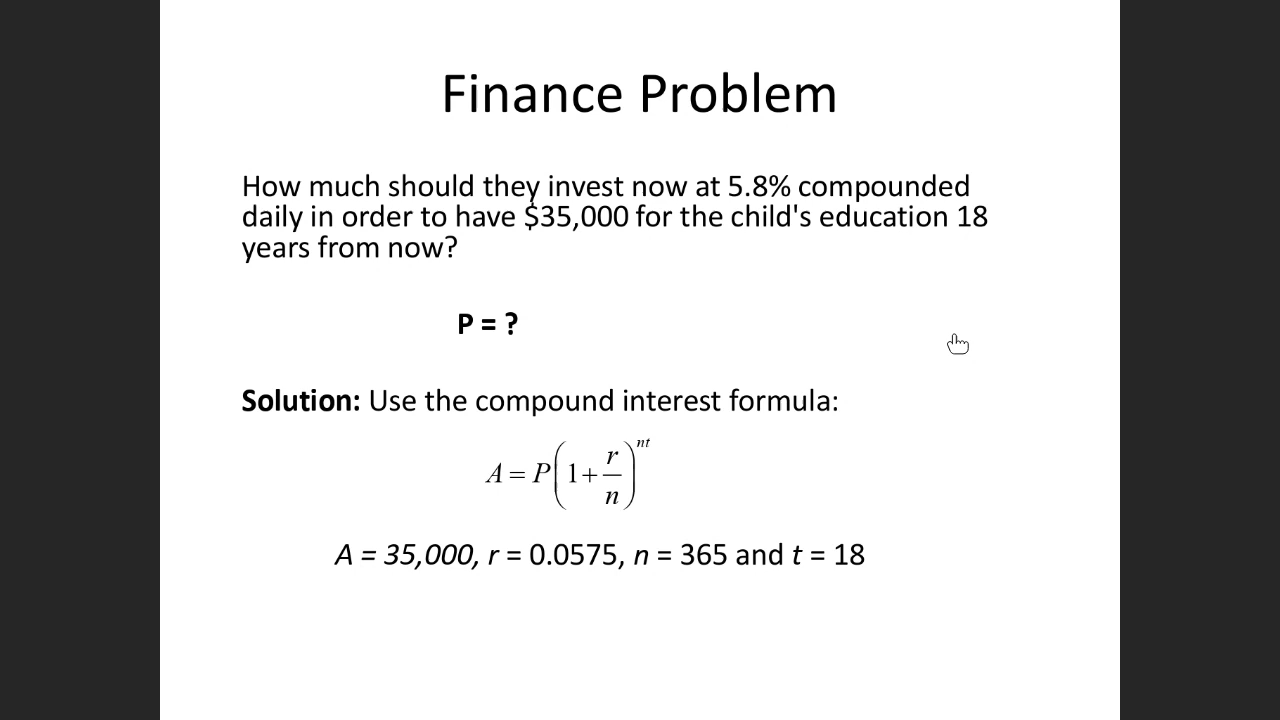 Finance Problem
How much should they invest now at 5.8% compounded
daily in order to have $35,000 for the child's education 18
years from now?
P = ?
Solution: Use the compound interest formula:
A = P(1 + r/n)^nt
A = 35,000, r = 0.0575, n = 365 and t = 18